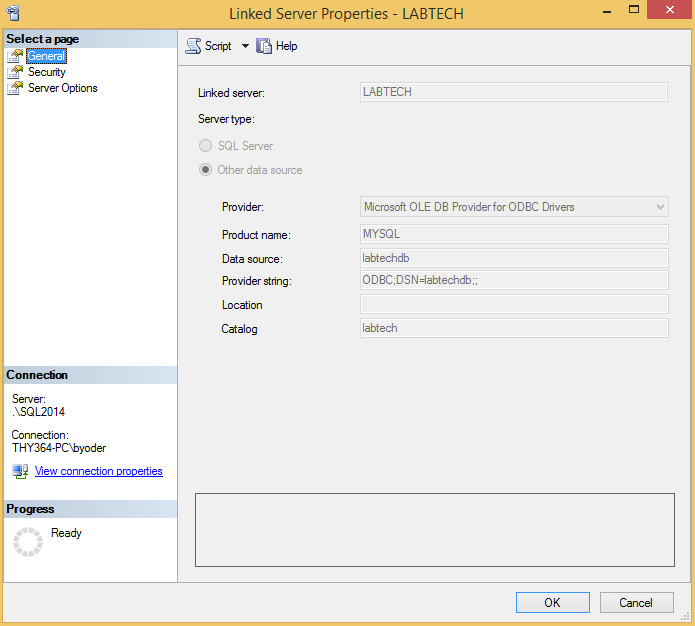 Linked Server Properties - LABTECH
Select a page
General
Security
Server Options
Script
Help
Linked server: LABTECH
Server type:
SQL Server
Other data source
Provider: Microsoft OLE DB Provider for ODBC Drivers
Product name: MYSQL
Data source: labtechdb
Provider string: ODBC;DSN=labtechdb;;
Location
Catalog labtech
Connection
Server:
.\SQL2014
Connection:
THY364-PC\byoder
View connection properties
Progress
Ready
OK
Cancel